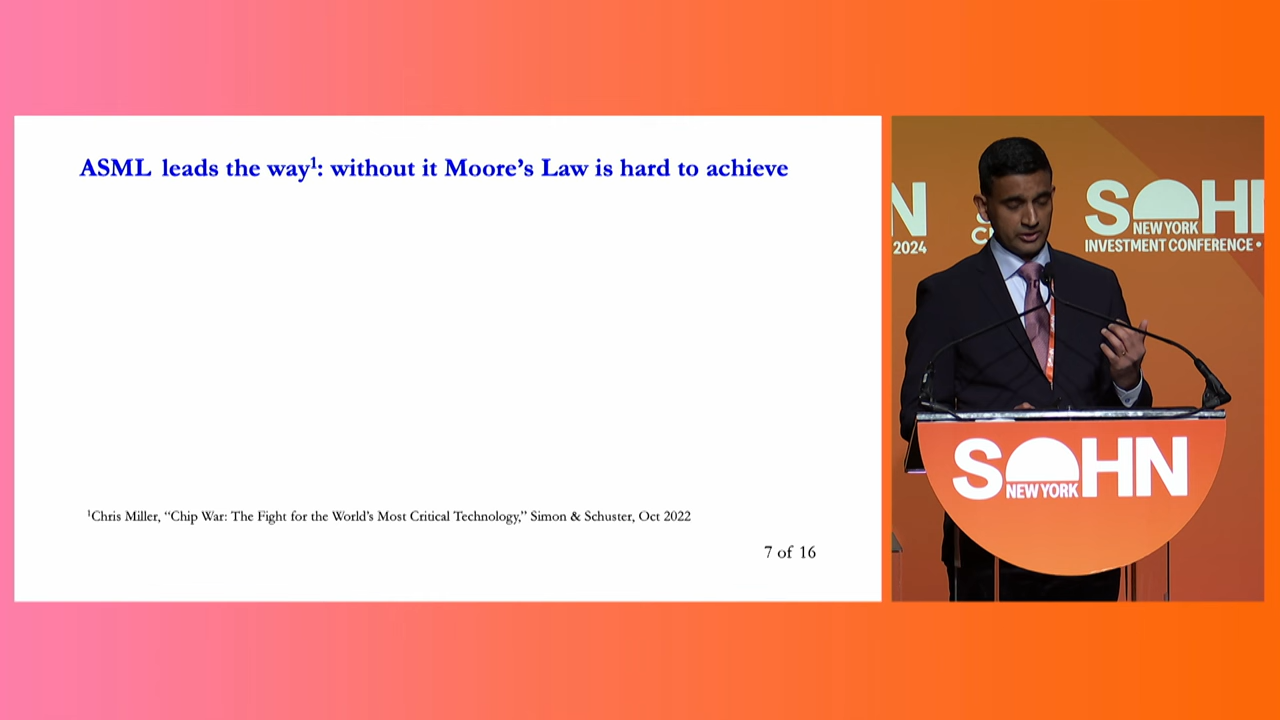 ASML leads the way¹: without it Moore's Law is hard to achieve
¹Chris Miller, “Chip War: The Fight for the World's Most Critical Technology,” Simon & Schuster, Oct 2022
7 of 16
N
2024
SOHN
NEW YORK
INVESTMENT CONFERENCE •
SOHN
NEW YORK